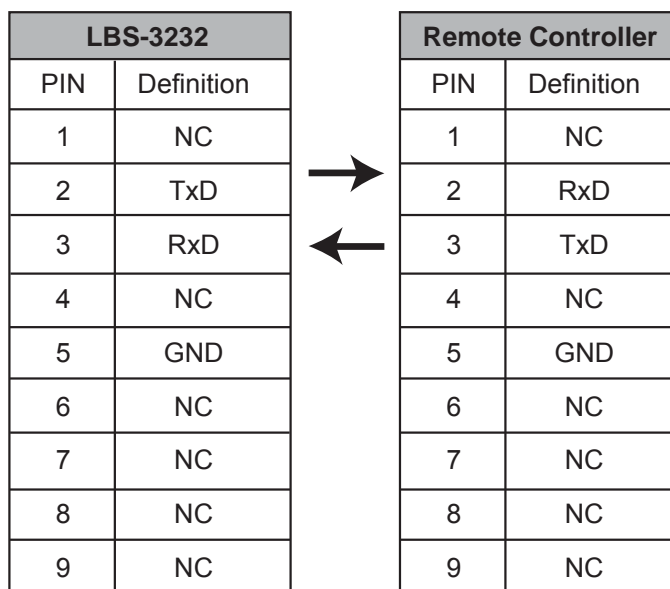 LBS-3232
PIN Definition
1 NC
2 TxD
3 RxD
4 NC
5 GND
6 NC
7 NC
8 NC
9 NC
Remote Controller
PIN Definition
1 NC
2 RxD
3 TxD
4 NC
5 GND
6 NC
7 NC
8 NC
9 NC